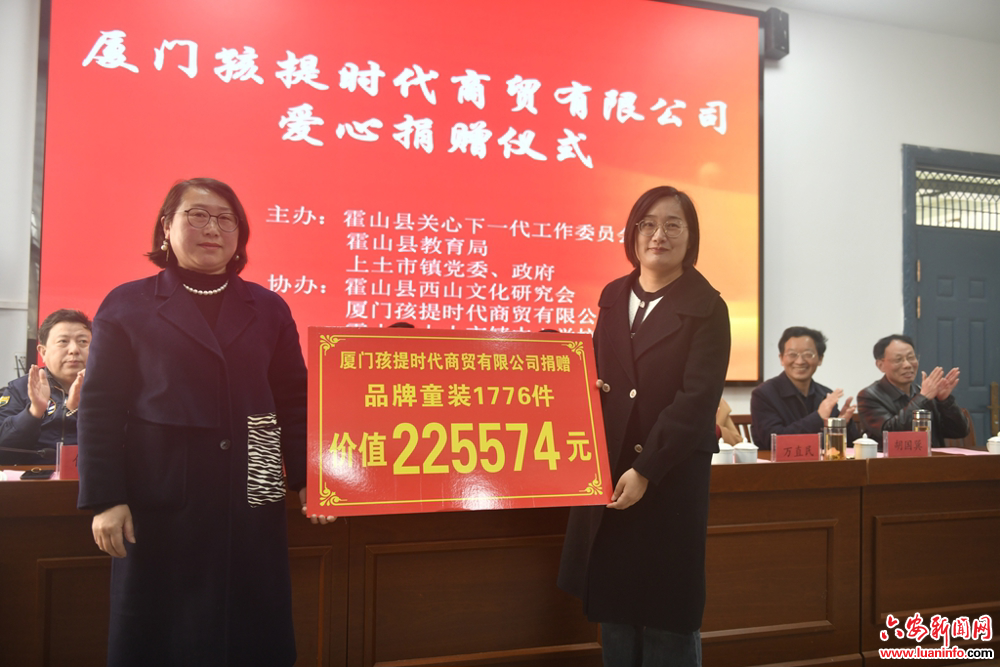 厦门孩提时代商贸有限公司
爱心捐赠仪式
主办：霍山县关心下一代工作委员会
霍山县教育局
上土市镇党委、政府
协办：霍山县西山文化研究会
厦门孩提时代商贸有限公
厦门孩提时代商贸有限公司捐赠
品牌童装1776件
价值225574元
万直民
胡国昊
六安新闻网
www.luaninfo.com